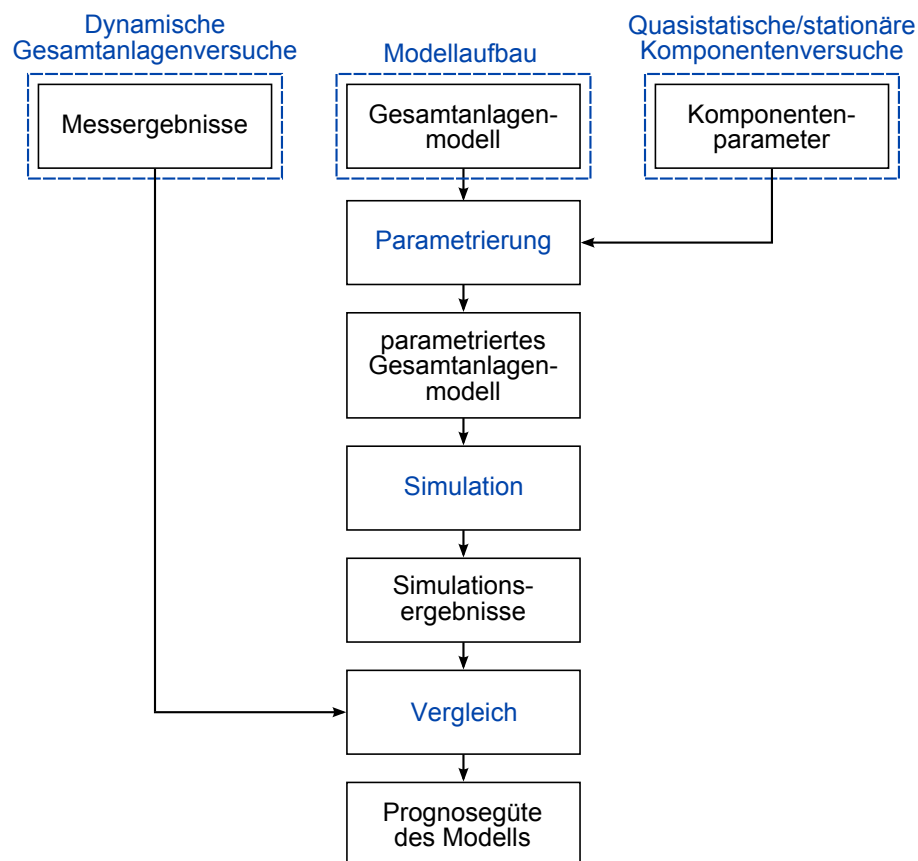 Dynamische
Gesamtanlagenversuche
Modellaufbau
Quasistatische/stationäre
Komponentenversuche
Messergebnisse
Gesamtanlagen-
modell
Komponenten-
parameter
Parametrierung
parametriertes
Gesamtanlagen-
modell
Simulation
Simulations-
ergebnisse
Vergleich
Prognosegüte
des Modells